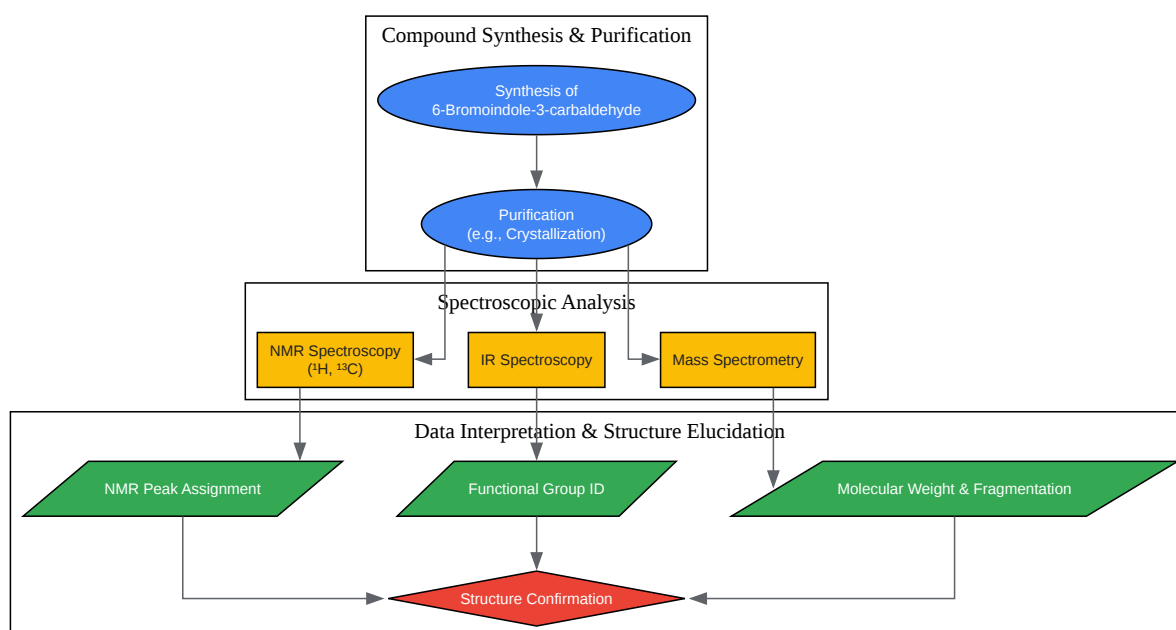 Compound Synthesis & Purification
Synthesis of
6-Bromoindole-3-carbaldehyde
Purification
(e.g., Crystallization)
Spectroscopic Analysis
NMR Spectroscopy
(¹H, ¹³C)
IR Spectroscopy
Mass Spectrometry
Data Interpretation & Structure Elucidation
NMR Peak Assignment
Functional Group ID
Molecular Weight & Fragmentation
Structure Confirmation